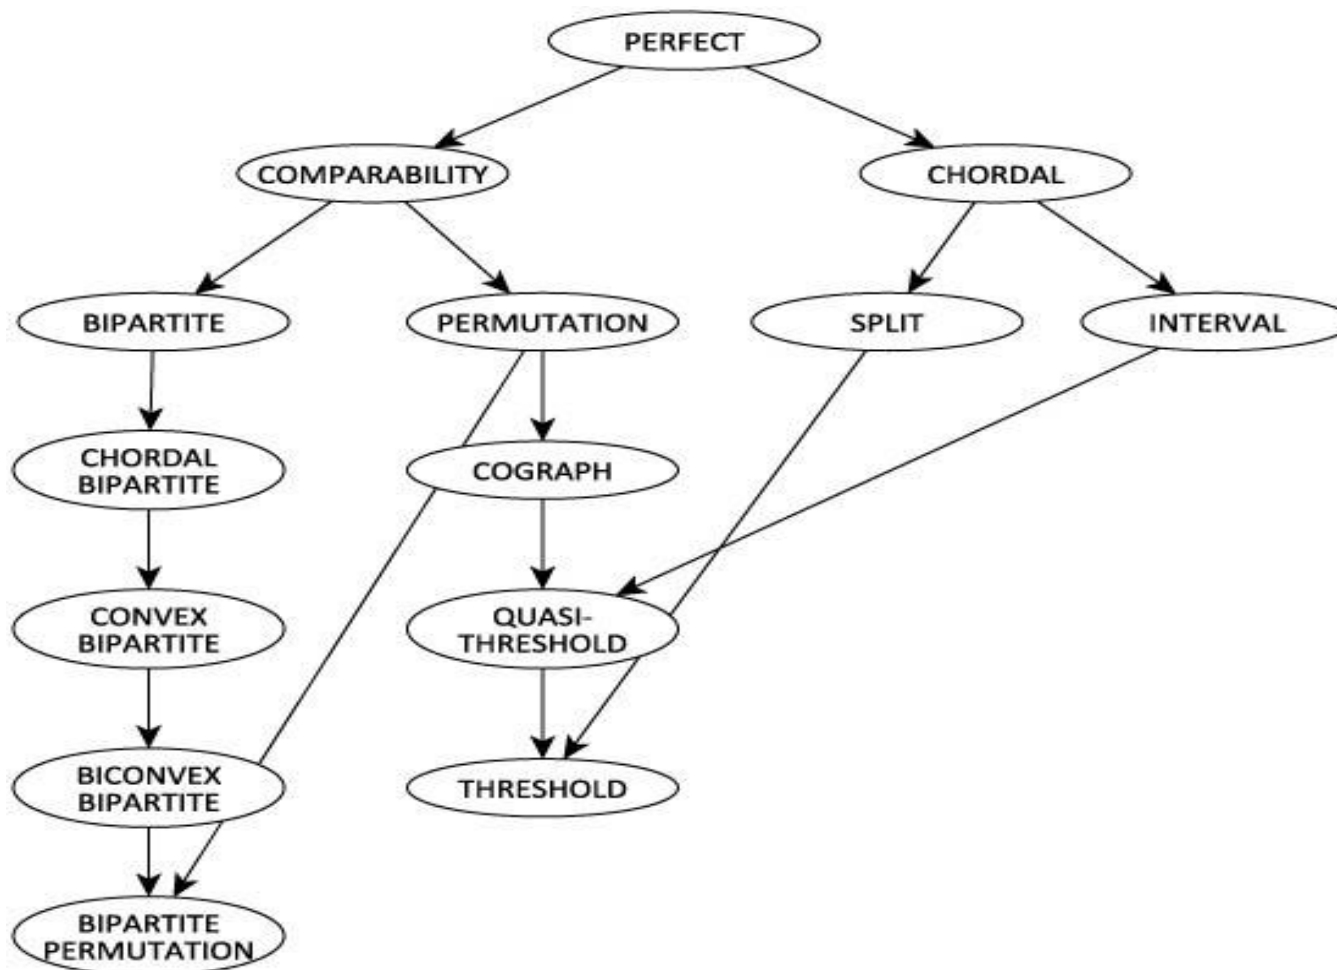 PERFECT
COMPARABILITY
CHORDAL
BIPARTITE
PERMUTATION
SPLIT
INTERVAL
CHORDAL
BIPARTITE
COGRAPH
CONVEX
BIPARTITE
QUASI-
THRESHOLD
BICONVEX
BIPARTITE
THRESHOLD
BIPARTITE
PERMUTATION